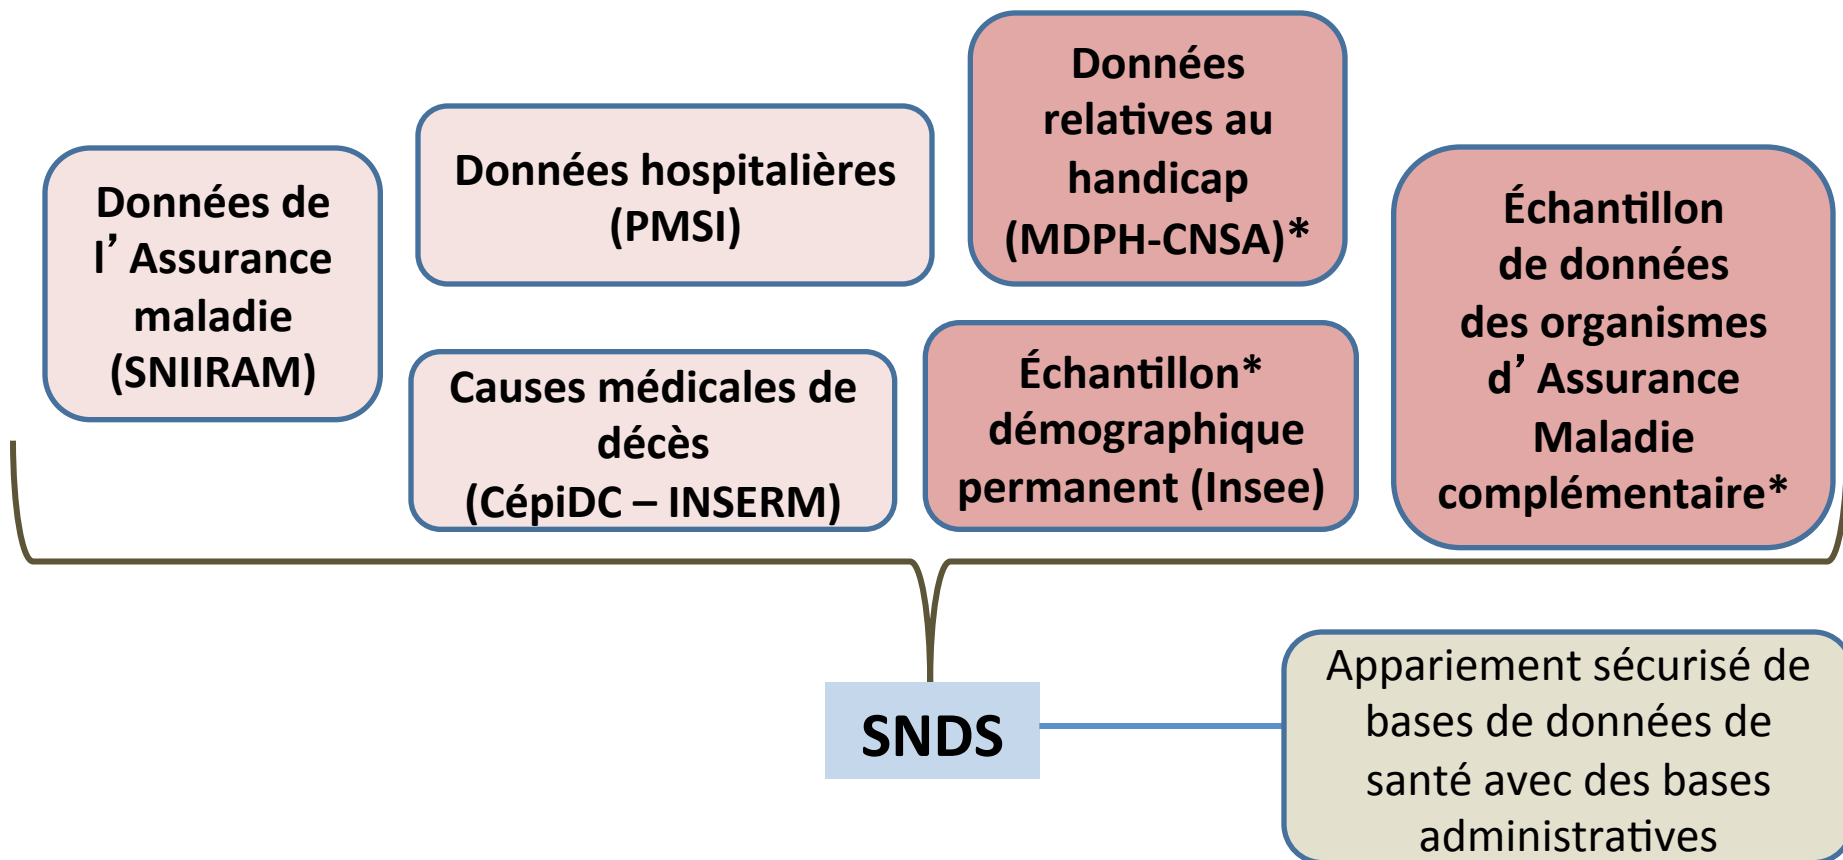 Données de
l’ Assurance
maladie
(SNIIRAM)
Données hospitalières
(PMSI)
Causes médicales de
décès
(CépiDC – INSERM)
Données
relatives au
handicap
(MDPH-CNSA)*
Échantillon*
démographique
permanent (Insee)
Échantillon
de données
des organismes
d’ Assurance
Maladie
complémentaire*
SNDS
Appariement sécurisé de
bases de données de
santé avec des bases
administratives